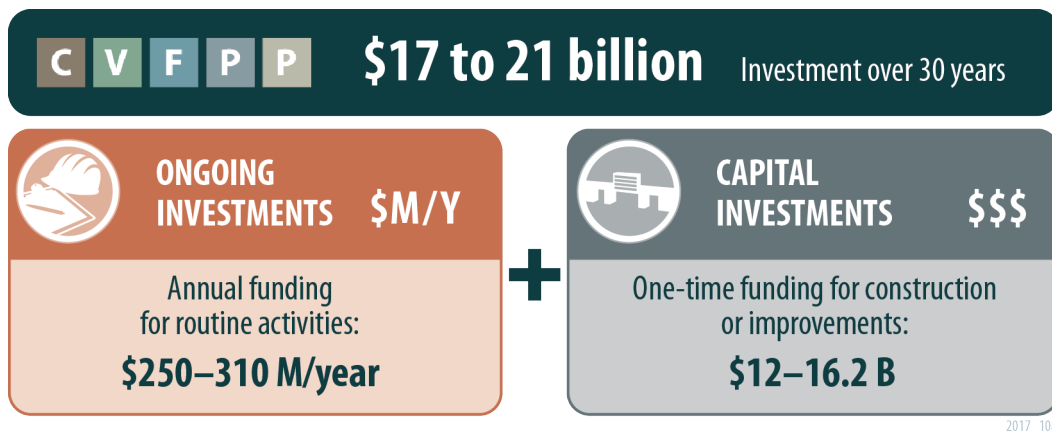 CVFPP $17 to 21 billion Investment over 30 years
ONGOING
INVESTMENTS $M/Y
Annual funding
for routine activities:
$250–310 M/year
+
CAPITAL
INVESTMENTS $$$
One-time funding for construction
or improvements:
$12–16.2 B
2017 10